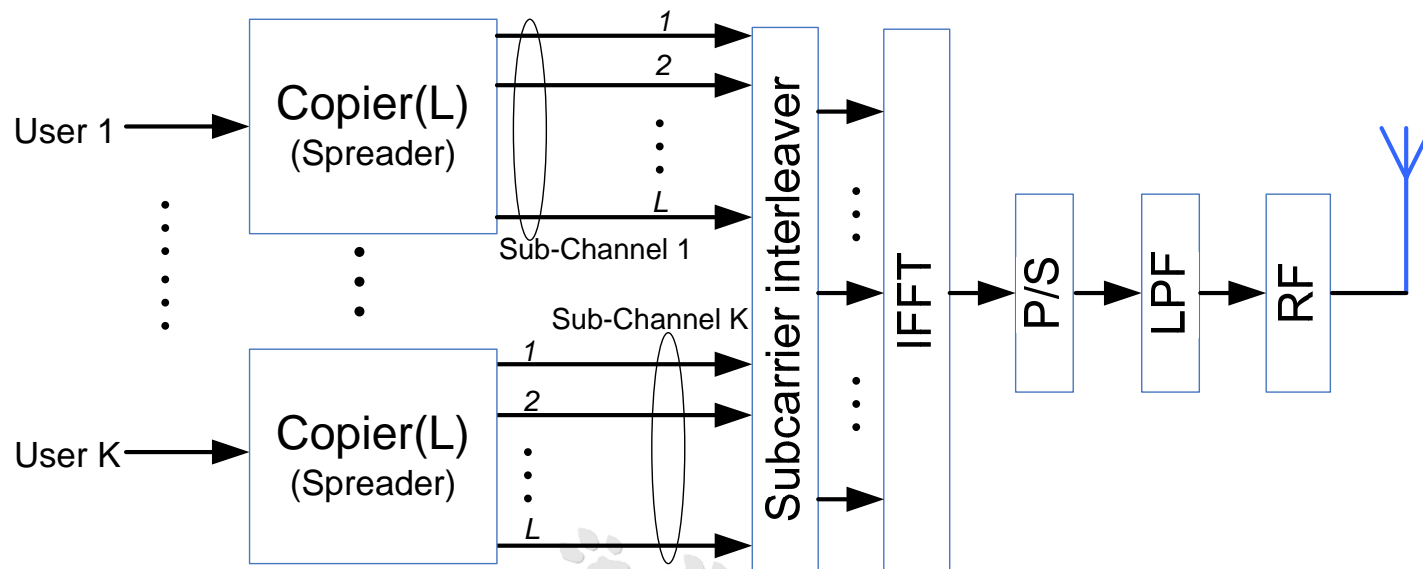 User 1
Copier(L)
(Spreader)
1
2
L
Sub-Channel 1
Sub-Channel K
User K
Copier(L)
(Spreader)
1
2
L
Subcarrier interleaver
IFFT
P/S
LPF
RF